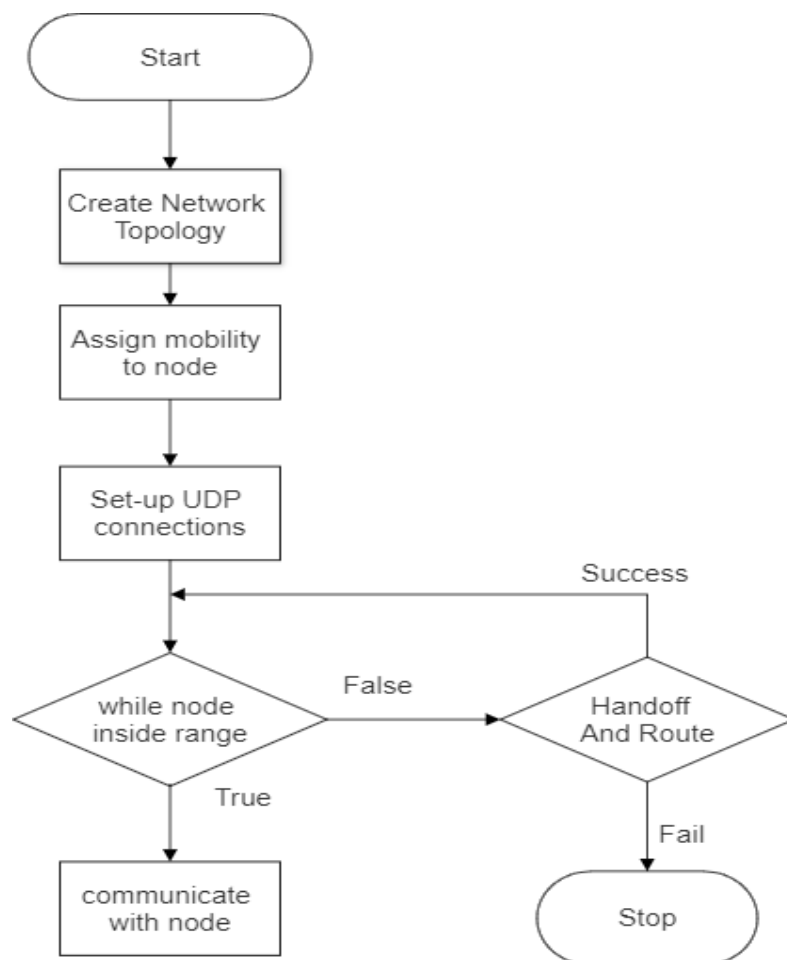 Start
Create Network
Topology
Assign mobility
to node
Set-up UDP
connections
Success
while node
inside range
False
Handoff
And Route
True
Fail
communicate
with node
Stop